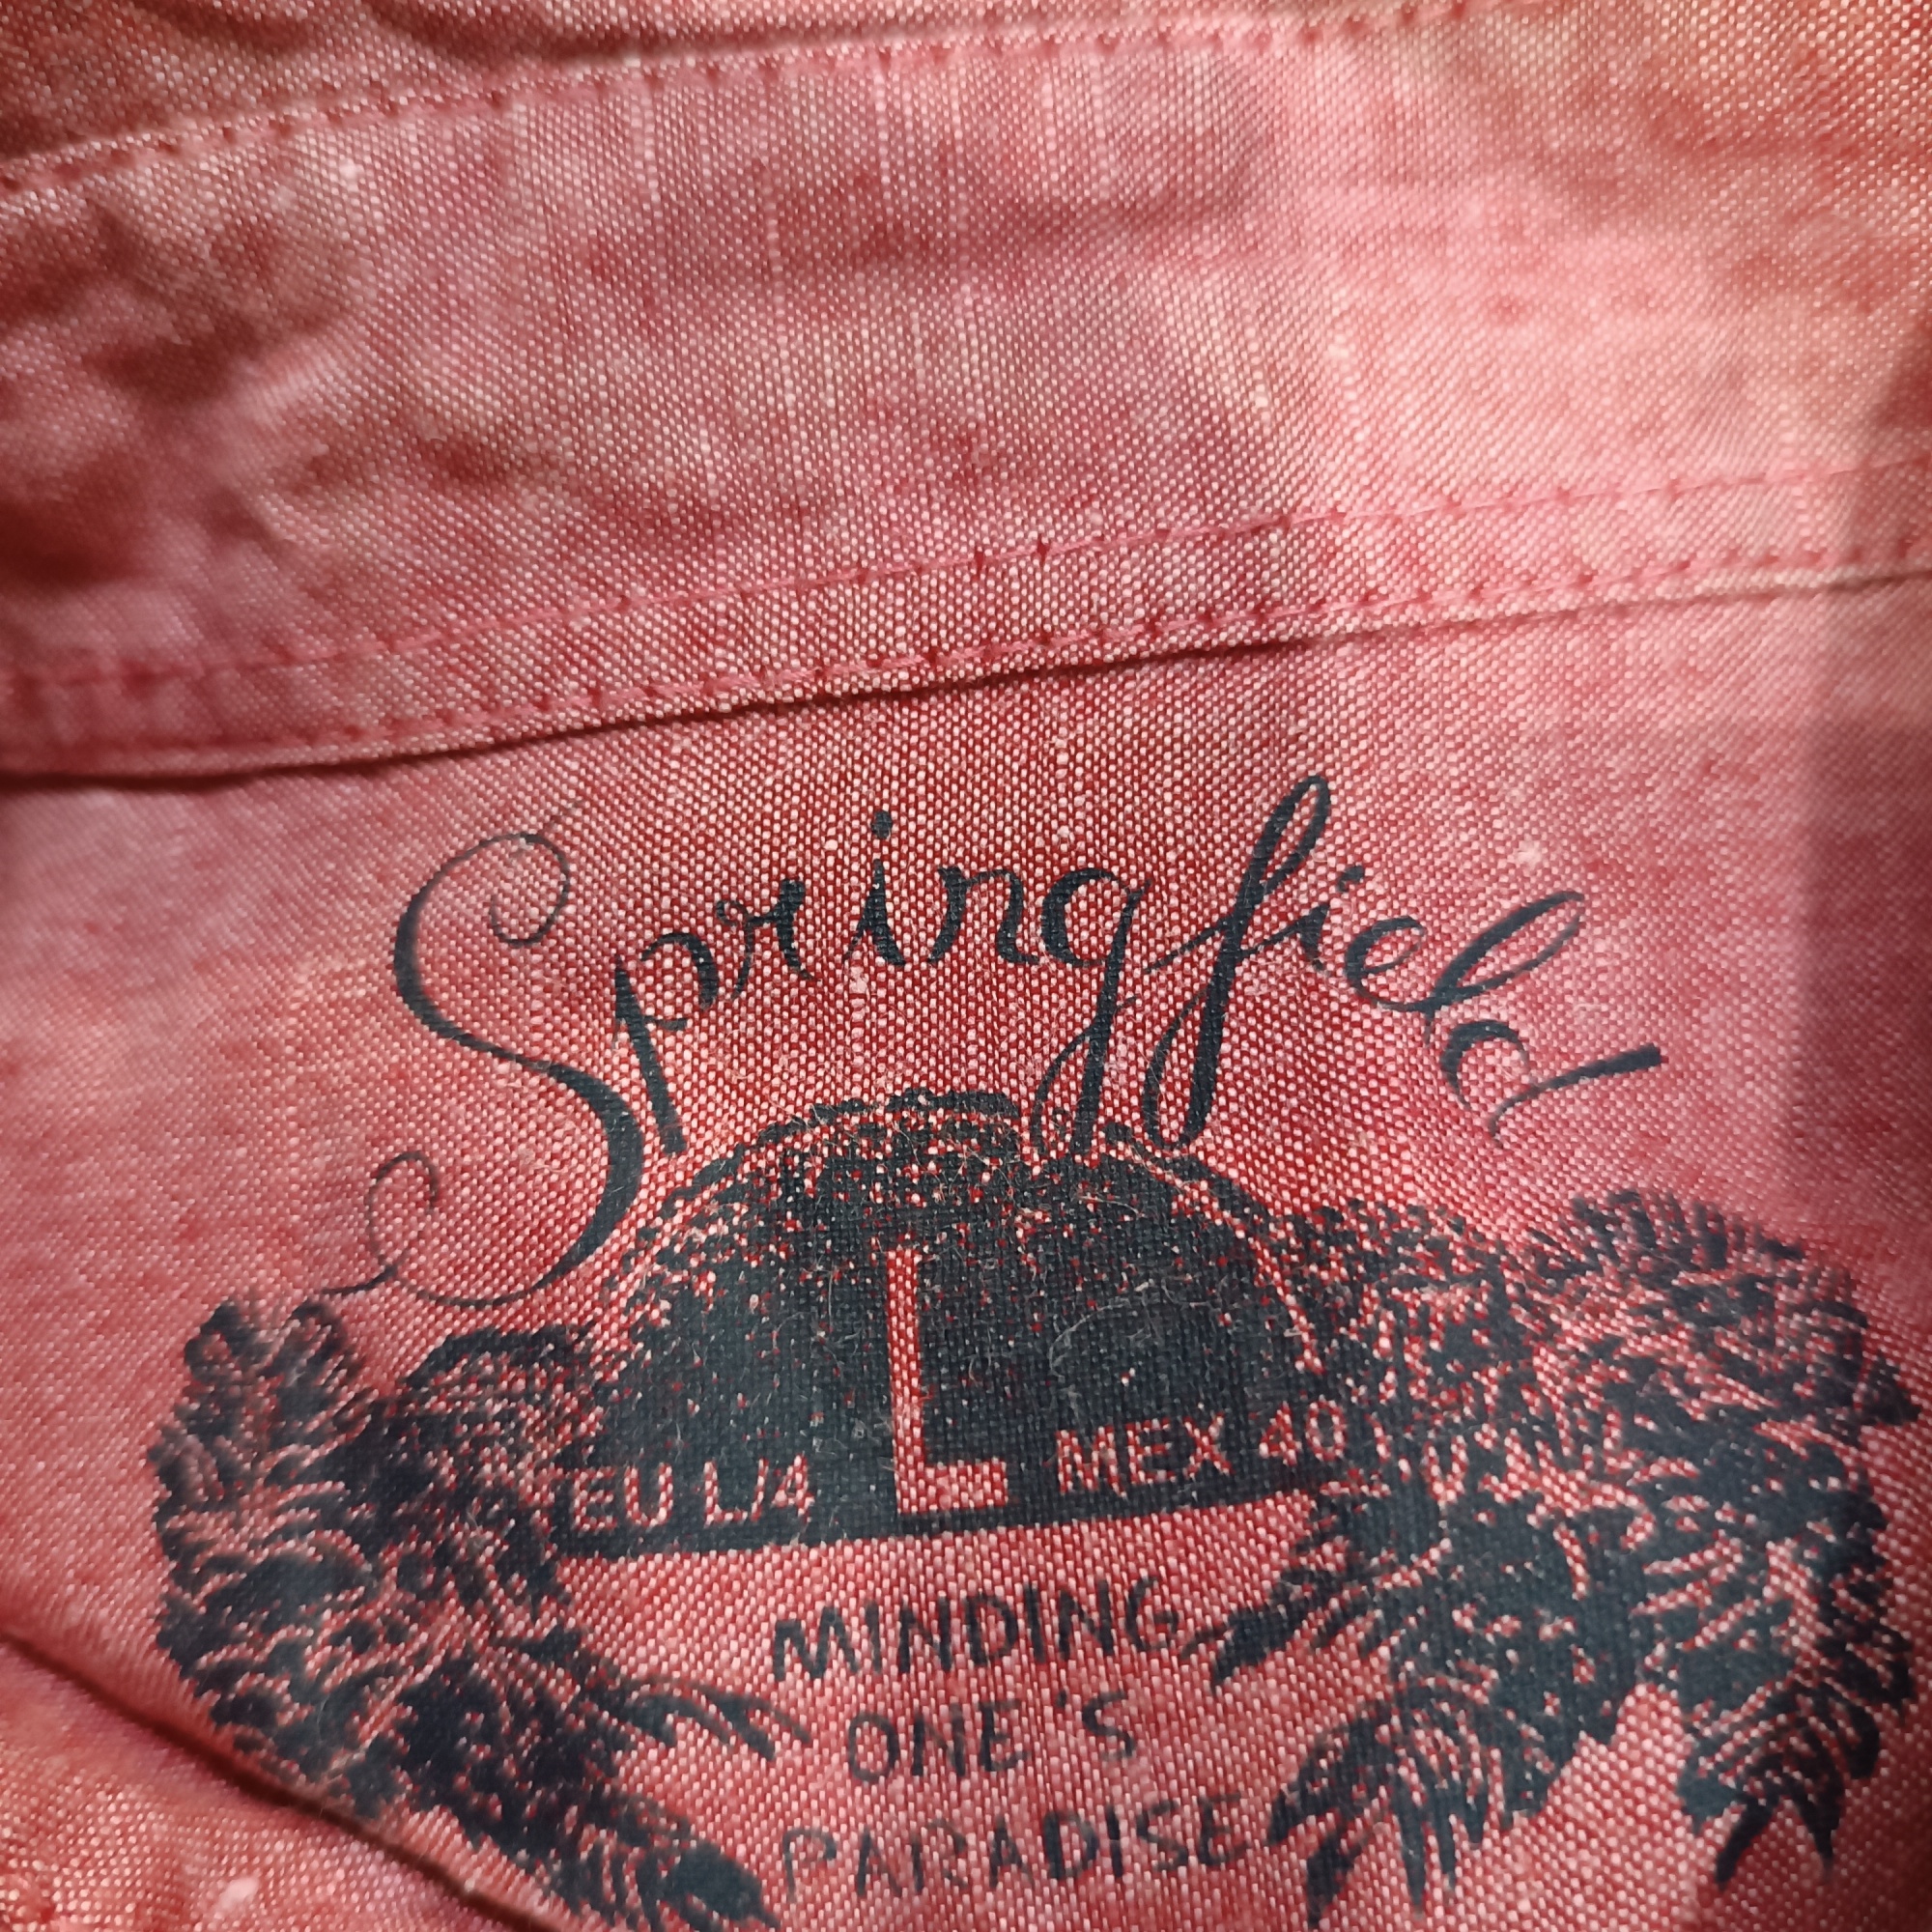 Springfield
L
EU L/4 MEX 40
MINDING
ONE'S
PARADISE